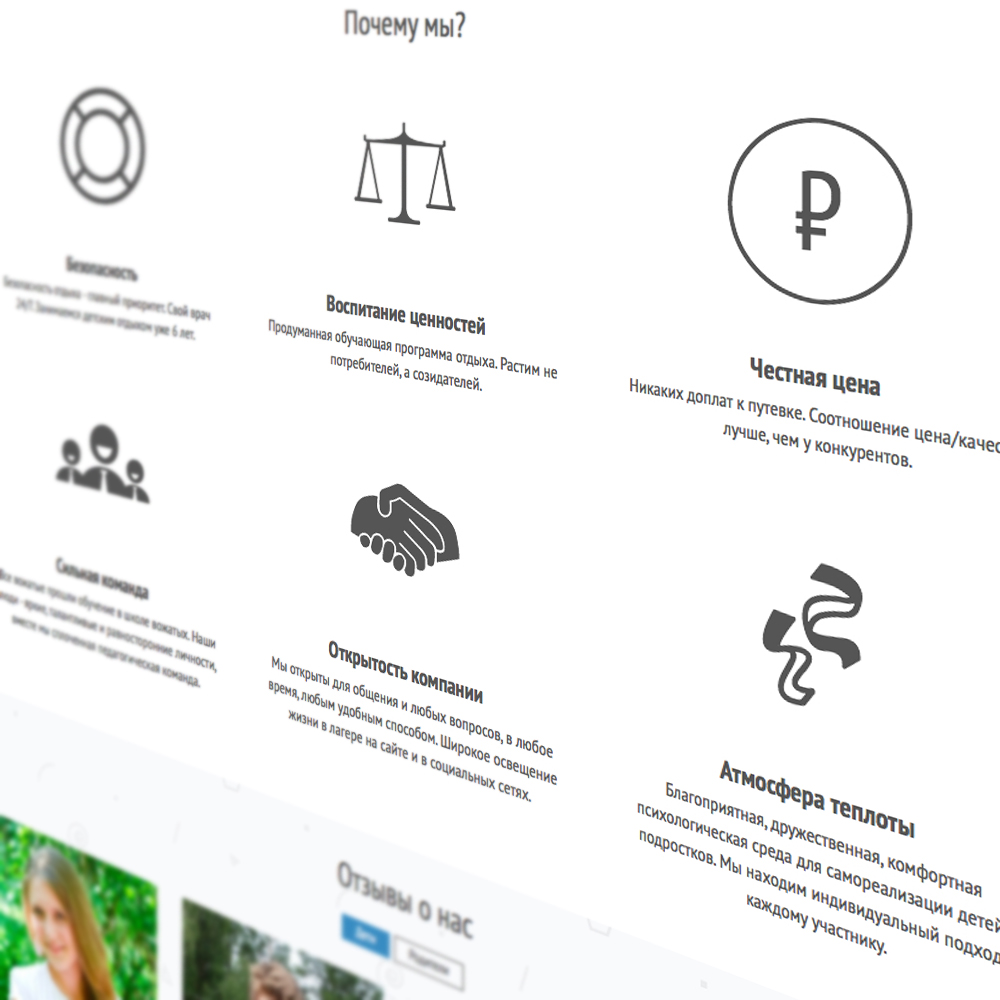 Почему мы?
Безопасность
Безопасность отдыха - главный приоритет. Свой врач
24/7. Занимаемся детским отдыхом уже 6 лет.
Воспитание ценностей
Продуманная обучающая программа отдыха. Растим не
потребителей, а созидателей.
₽
Честная цена
Никаких доплат к путевке. Соотношение цена/качес
лучше, чем у конкурентов.
Сильная команда
Все вожатые прошли обучение в школе вожатых. Наши
яркие, талантливые и разносторонние личности,
вместе мы сплоченная педагогическая команда.
Открытость компании
Мы открыты для общения и любых вопросов, в любое
время, любым удобным способом. Широкое освещение
жизни в лагере на сайте и в социальных сетях.
Атмосфера теплоты
Благоприятная, дружественная, комфортная
психологическая среда для самореализации детей
подростков. Мы находим индивидуальный подход
каждому участнику.
Отзывы о нас
Дети
Родители